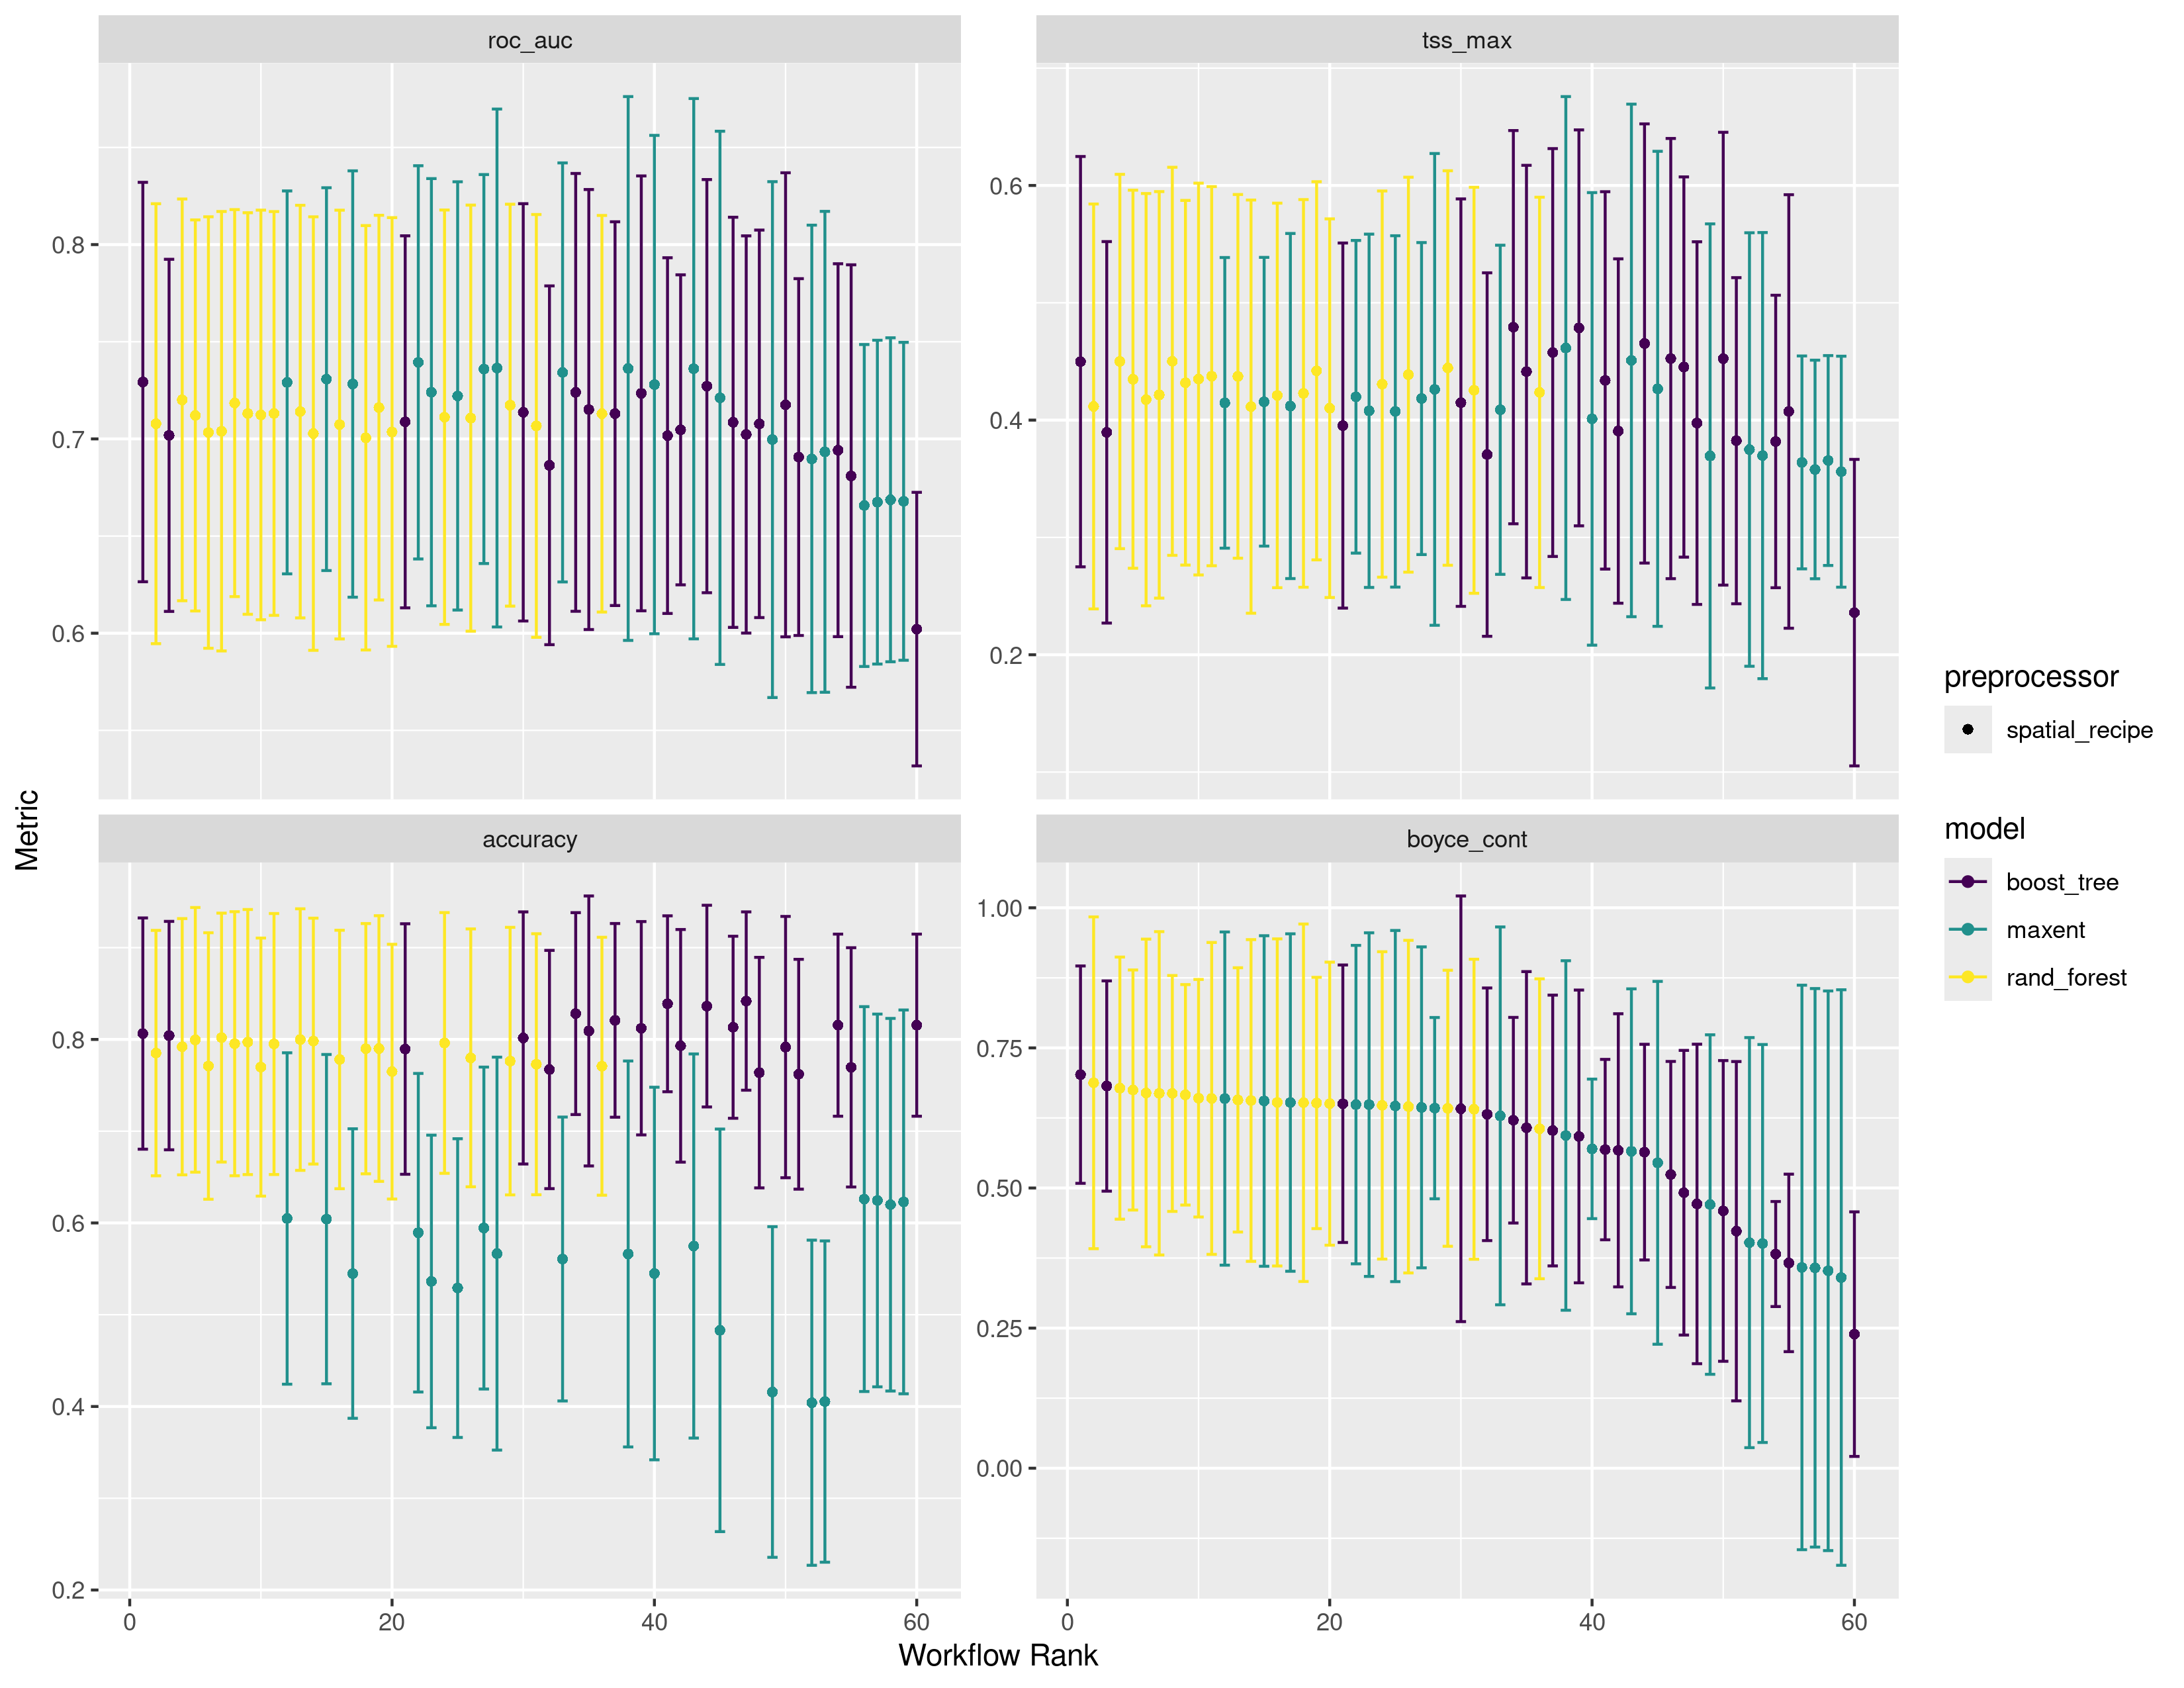 roc_auc
tss_max
0.8
0.7
0.6
0.6
0.4
0.2
accuracy
boyce_cont
0.8
0.6
0.4
0.2
1.00
0.75
0.50
0.25
0.00
0
20
40
60
0
20
40
60
Workflow Rank
Metric
preprocessor
spatial_recipe
model
boost_tree
maxent
rand_forest